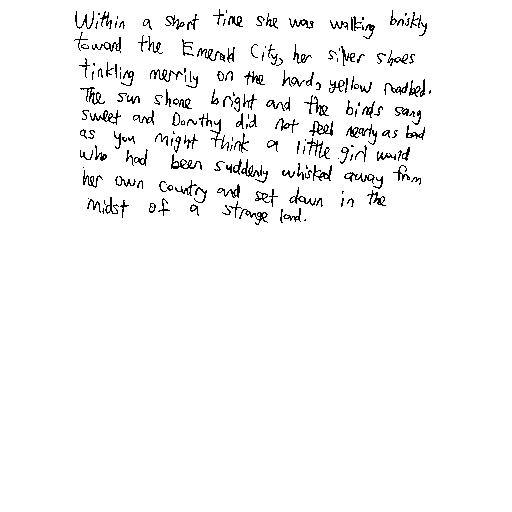 Within a short time she was walking briskly
toward the Emerald City, her silver shoes
tinkling merrily on the hard, yellow roadbed.
The sun shone bright and the birds sang
sweet and Dorothy did not feel nearly as bad
as you might think a little girl would
who had been suddenly whisked away from
her own country and set down in the
midst of a strange land.